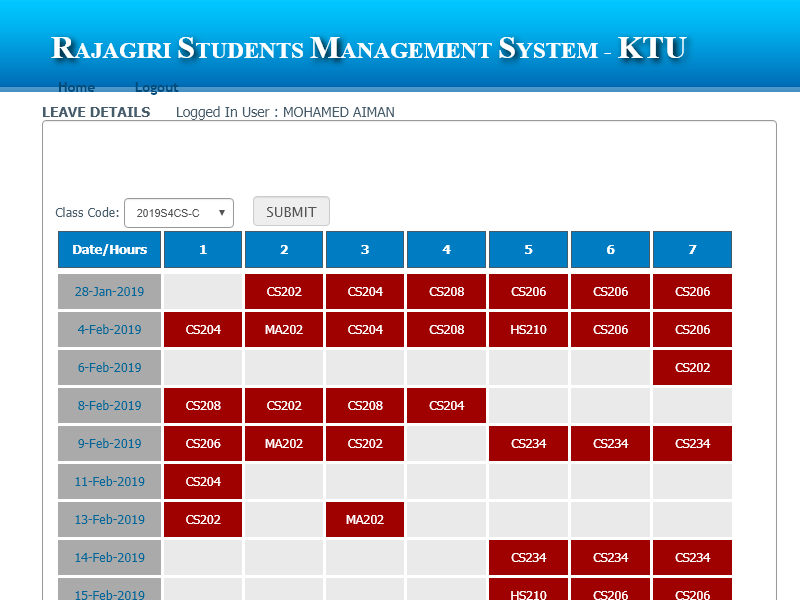 RAJAGIRI STUDENTS MANAGEMENT SYSTEM - KTU
Home Logout
LEAVE DETAILS Logged In User : MOHAMED AIMAN
Class Code: 2019S4CS-C ▼ SUBMIT
Date/Hours 1 2 3 4 5 6 7
28-Jan-2019 CS202 CS204 CS208 CS206 CS206 CS206
4-Feb-2019 CS204 MA202 CS204 CS208 HS210 CS206 CS206
6-Feb-2019 CS202
8-Feb-2019 CS208 CS202 CS208 CS204
9-Feb-2019 CS206 MA202 CS202 CS234 CS234 CS234
11-Feb-2019 CS204
13-Feb-2019 CS202 MA202
14-Feb-2019 CS234 CS234 CS234
15-Feb-2019 HS210 CS206 CS206